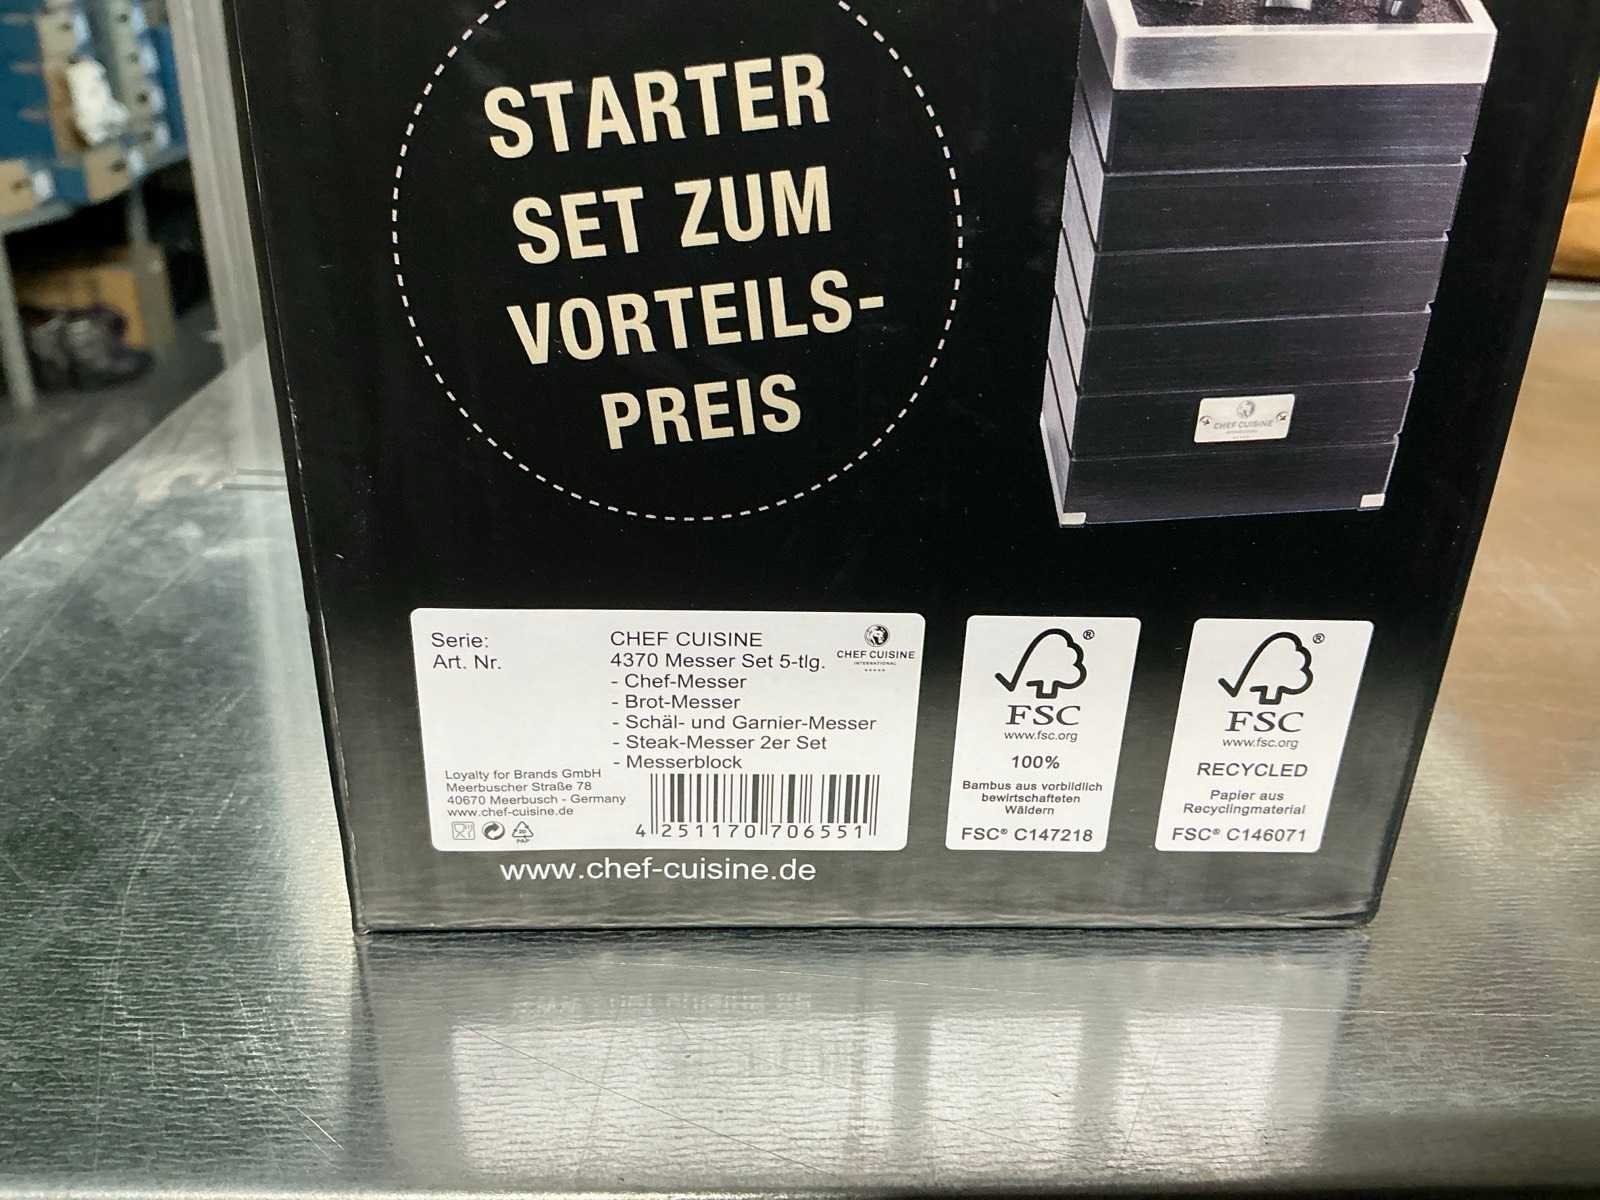 STARTER
SET ZUM
VORTEILS-
PREIS
CHEF CUISINE
Serie: CHEF CUISINE
Art. Nr. 4370 Messer Set 5-tlg.
- Chef-Messer
- Brot-Messer
- Schäl- und Garnier-Messer
- Steak-Messer 2er Set
- Messerblock
CHEF CUISINE
INTERNATIONAL
Loyalty for Brands GmbH
Meerbuscher Straße 78
40670 Meerbusch - Germany
www.chef-cuisine.de
PAP
4 251170 706551
www.chef-cuisine.de
®
FSC
www.fsc.org
100%
Bambus aus vorbildlich
bewirtschafteten
Wäldern
FSC® C147218
®
FSC
www.fsc.org
RECYCLED
Papier aus
Recyclingmaterial
FSC® C146071